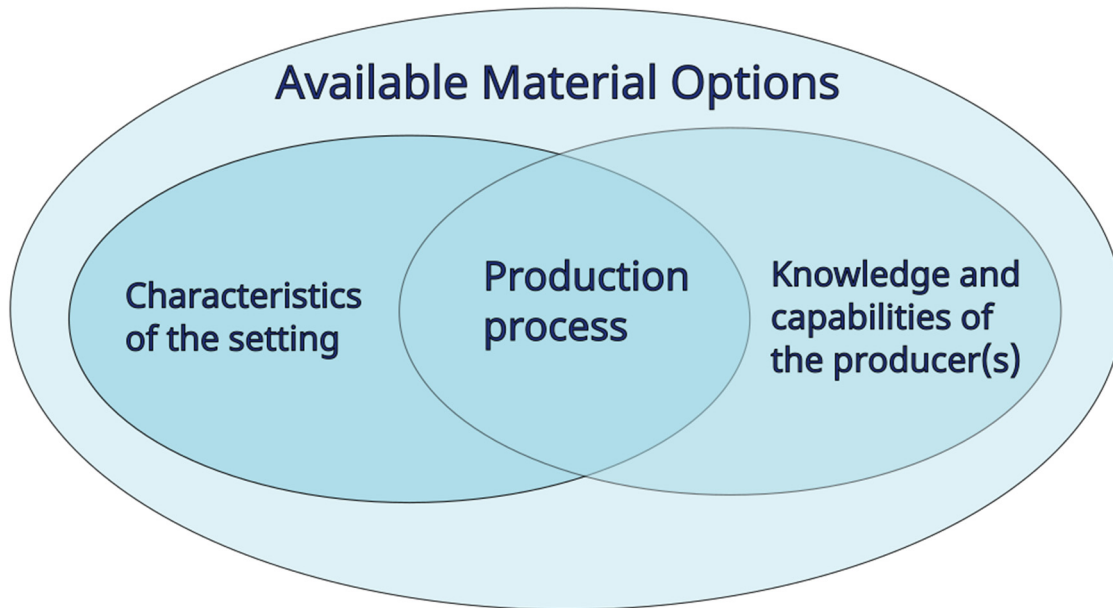 Available Material Options
Characteristics
of the setting
Production
process
Knowledge and
capabilities of
the producer(s)